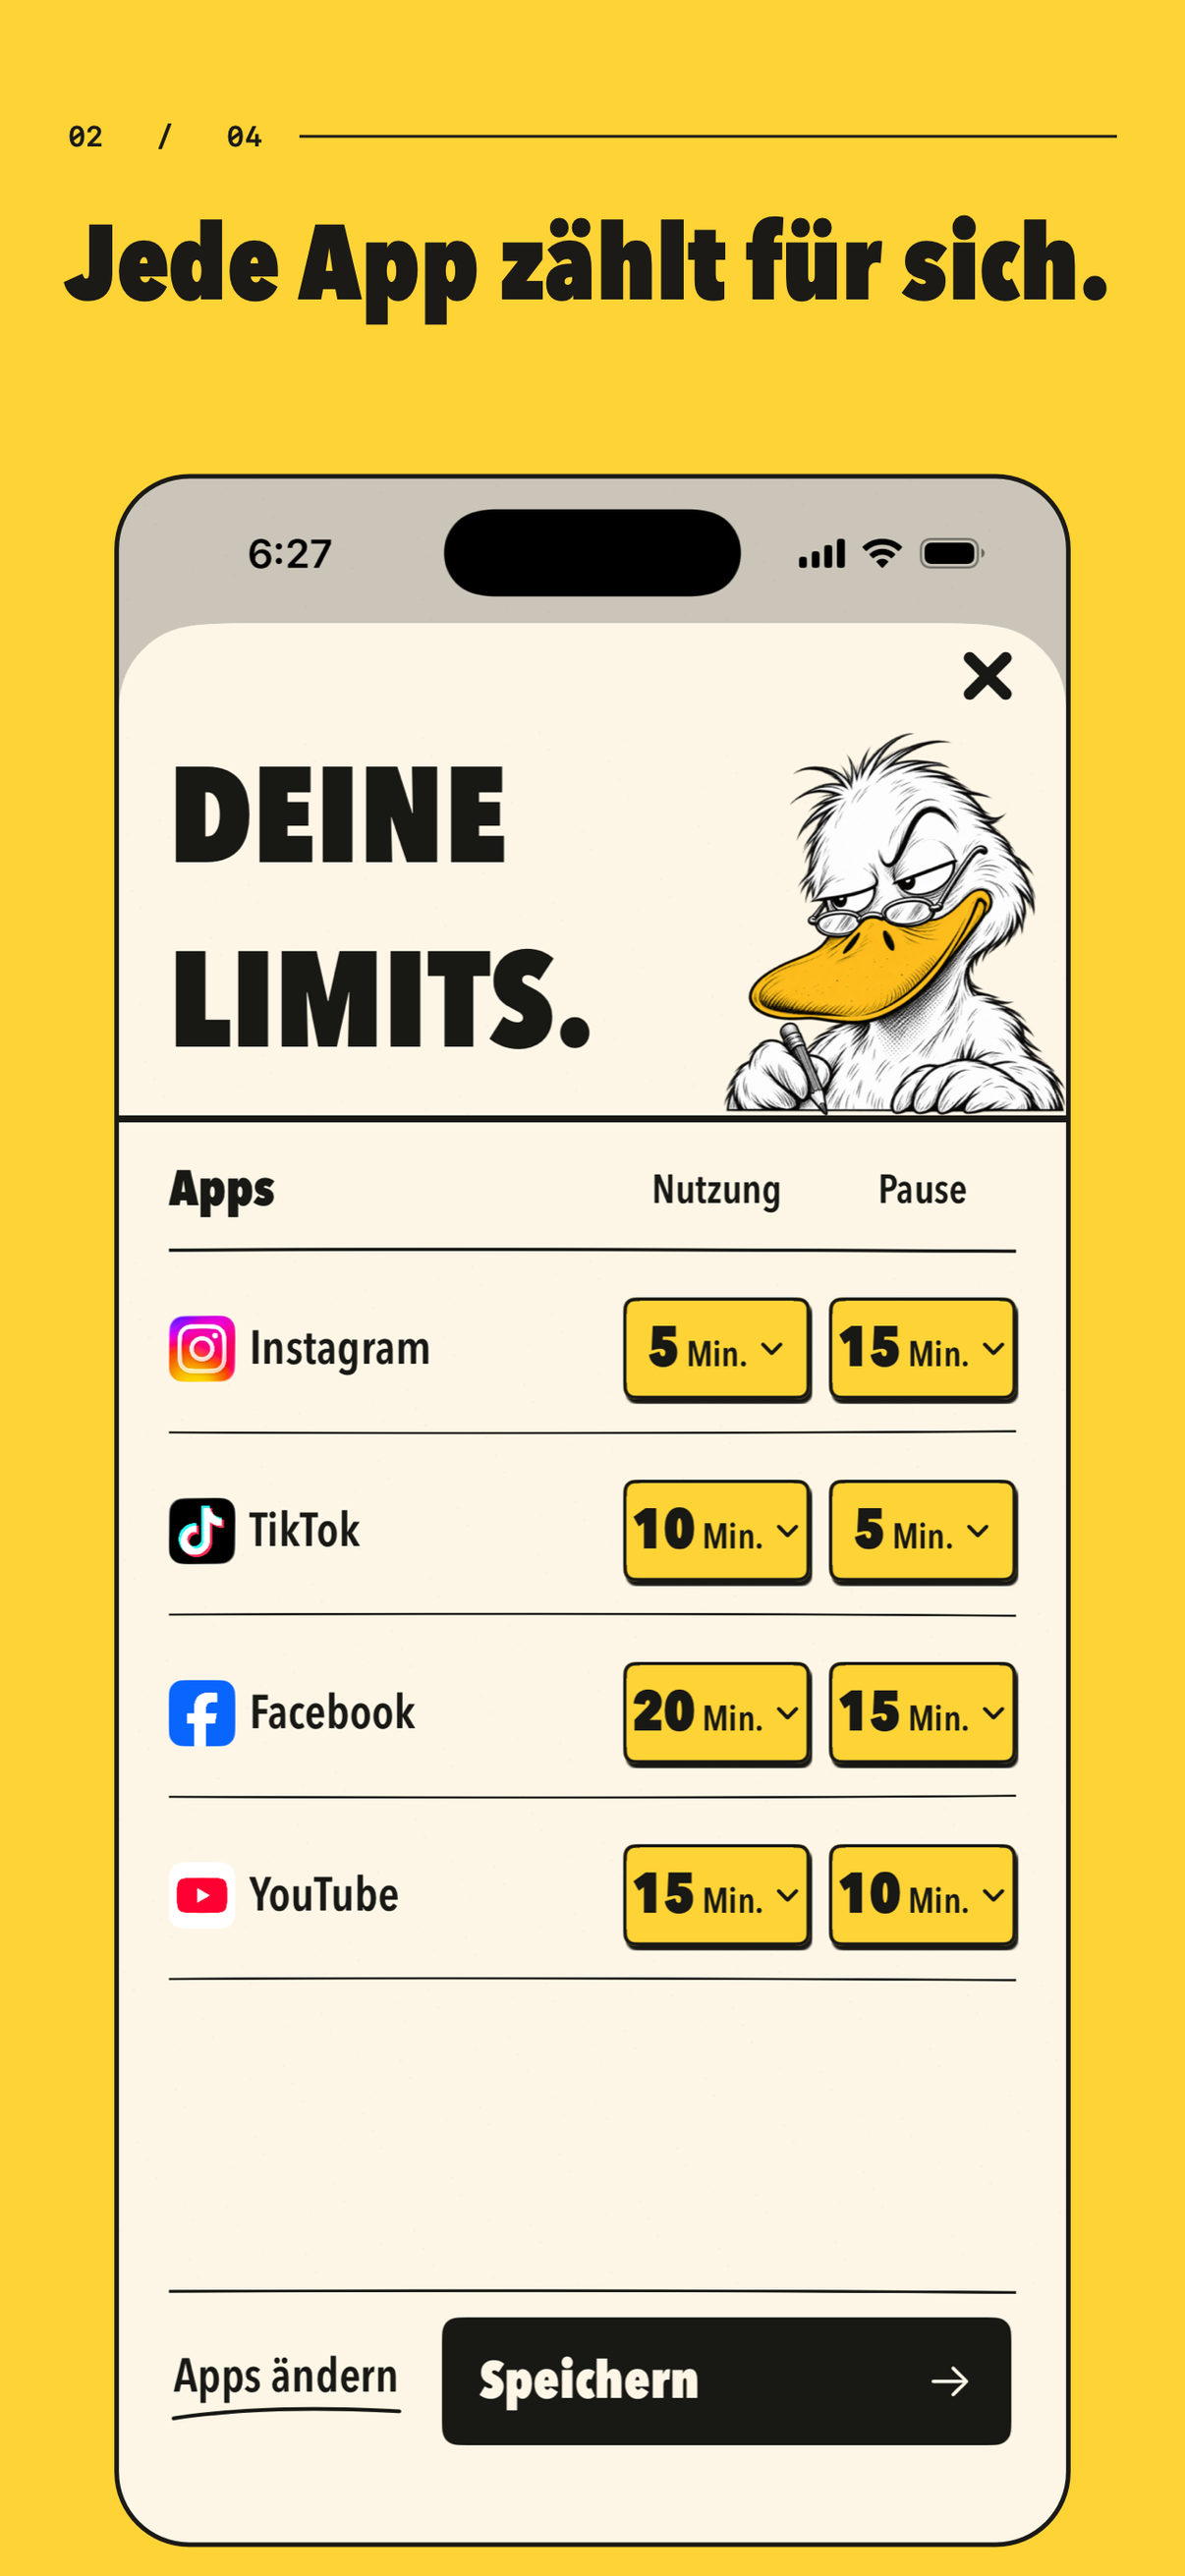 02 / 04
Jede App zählt für sich.
6:27
DEINE
LIMITS.
Apps Nutzung Pause
Instagram 5 Min. 15 Min.
TikTok 10 Min. 5 Min.
Facebook 20 Min. 15 Min.
YouTube 15 Min. 10 Min.
Apps ändern Speichern